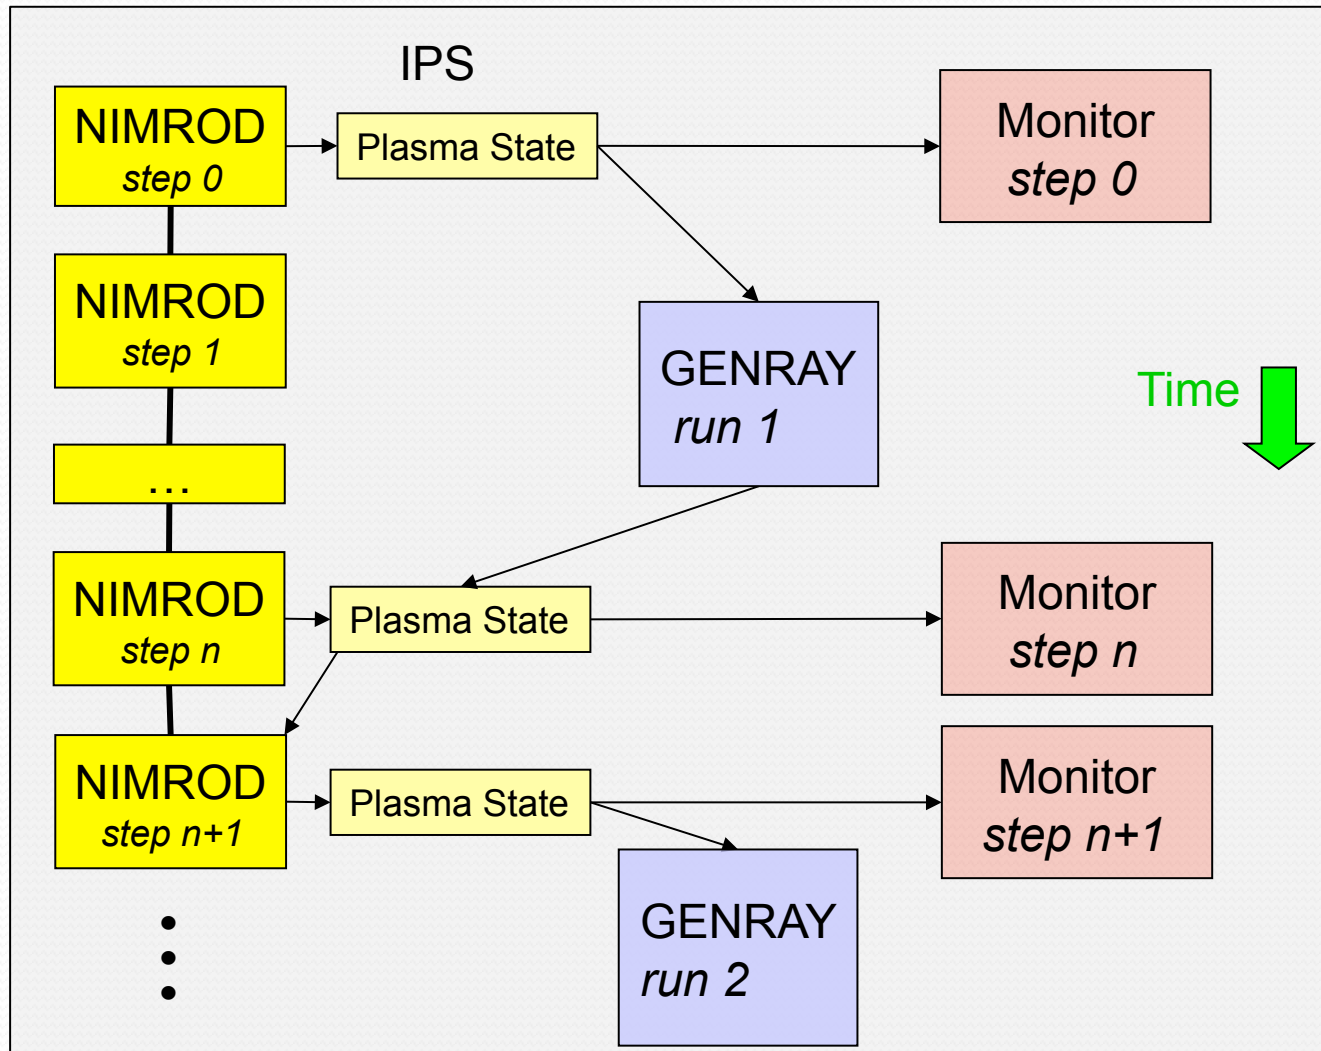 IPS
NIMROD
step 0
Plasma State
Monitor
step 0
NIMROD
step 1
GENRAY
run 1
Time
...
NIMROD
step n
Plasma State
Monitor
step n
NIMROD
step n+1
Plasma State
Monitor
step n+1
GENRAY
run 2